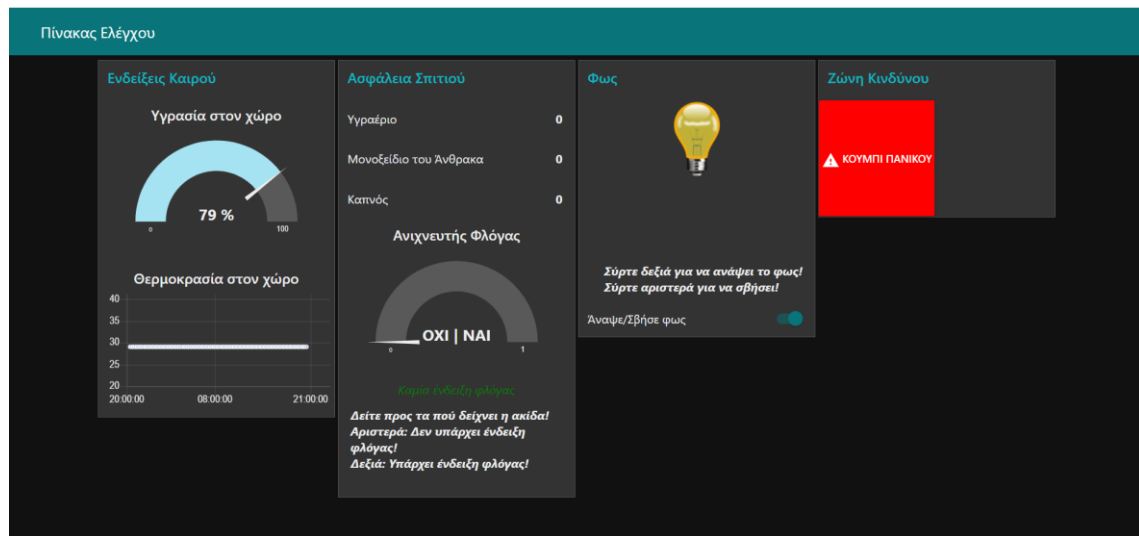 Πίνακας Ελέγχου
Ενδείξεις Καιρού
Υγρασία στον χώρο
79 %
0
100
Θερμοκρασία στον χώρο
40
35
30
25
20
20:00:00 08:00:00 21:00:00
Ασφάλεια Σπιτιού
Υγραέριο 0
Μονοξείδιο του Άνθρακα 0
Καπνός 0
Ανιχνευτής Φλόγας
ΟΧΙ | ΝΑΙ
0
1
Καμία ένδειξη φλόγας
Δείτε προς τα πού δείχνει η ακίδα!
Αριστερά: Δεν υπάρχει ένδειξη
φλόγας!
Δεξιά: Υπάρχει ένδειξη φλόγας!
Φως
Σύρτε δεξιά για να ανάψει το φως!
Σύρτε αριστερά για να σβήσει!
Άναψε/Σβήσε φως
Ζώνη Κινδύνου
ΚΟΥΜΠΙ ΠΑΝΙΚΟΥ